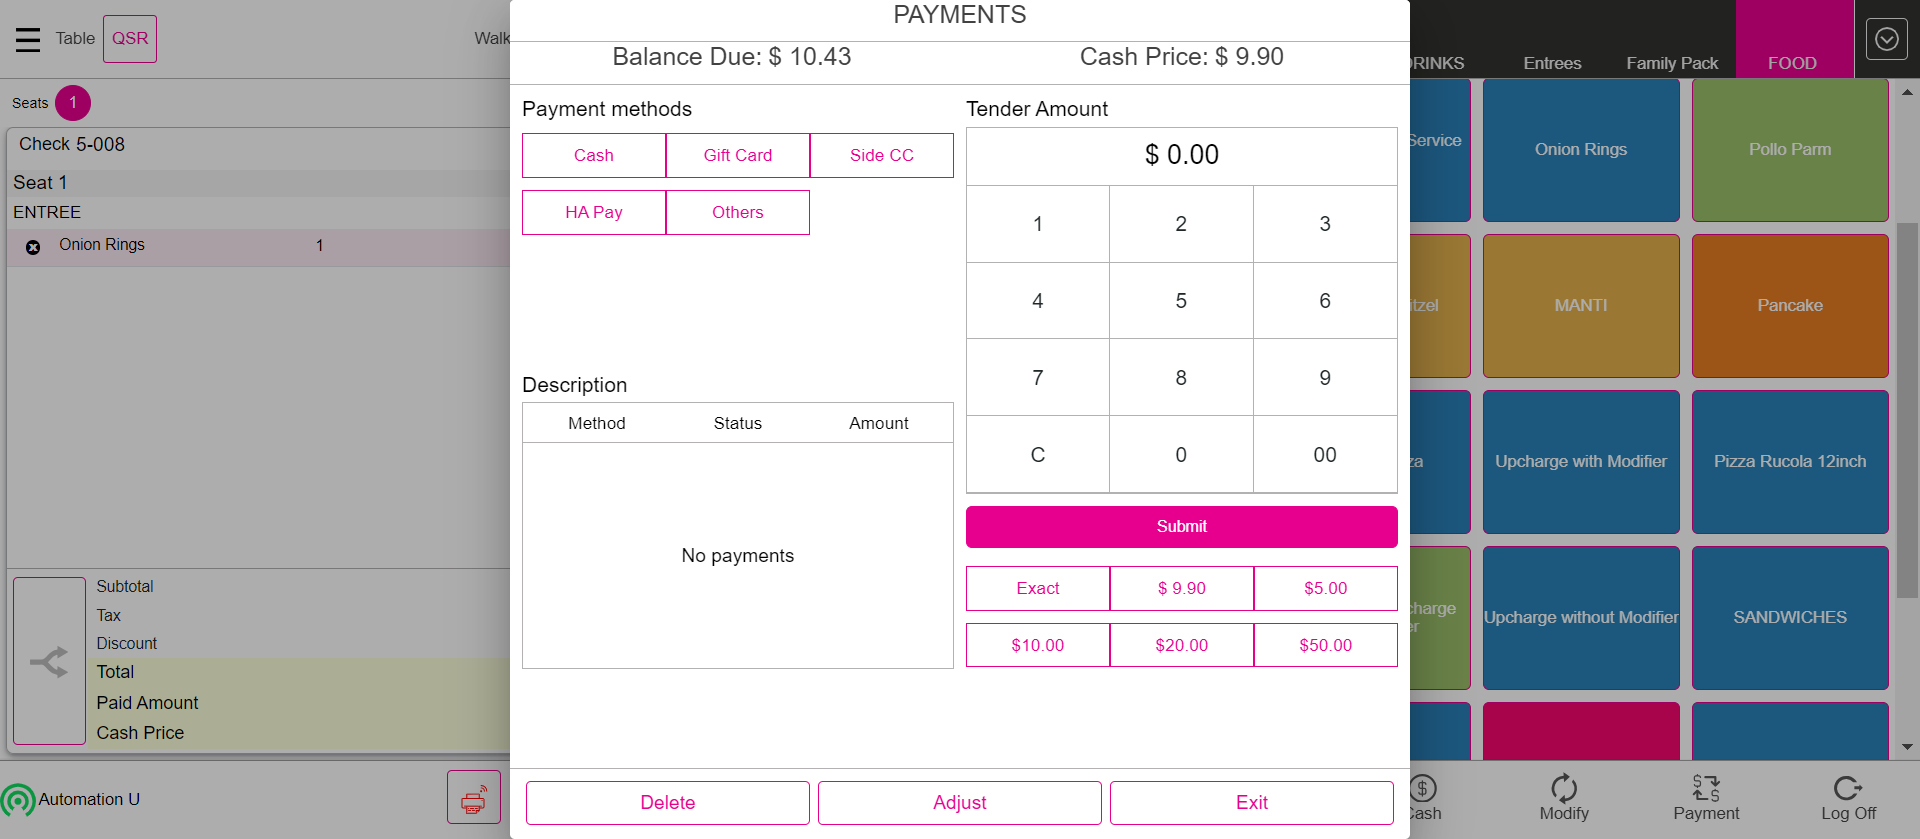 Table
QSR
Walk
Seats
1
Check 5-008
Seat 1
ENTREE
Onion Rings 1
Subtotal
Tax
Discount
Total
Paid Amount
Cash Price
Automation U
PAYMENTS
Balance Due: $ 10.43
Cash Price: $ 9.90
Payment methods
Cash
Gift Card
Side CC
HA Pay
Others
Description
Method Status Amount
No payments
Tender Amount
$ 0.00
1 2 3
4 5 6
7 8 9
C 0 00
Submit
Exact
$ 9.90
$5.00
$10.00
$20.00
$50.00
Delete
Adjust
Exit
RINKS
Entrees
Family Pack
FOOD
Service
Onion Rings
Pollo Parm
itzel
MANTI
Pancake
za
Upcharge with Modifier
Pizza Rucola 12inch
charge
er
Upcharge without Modifier
SANDWICHES
Cash
Modify
Payment
Log Off